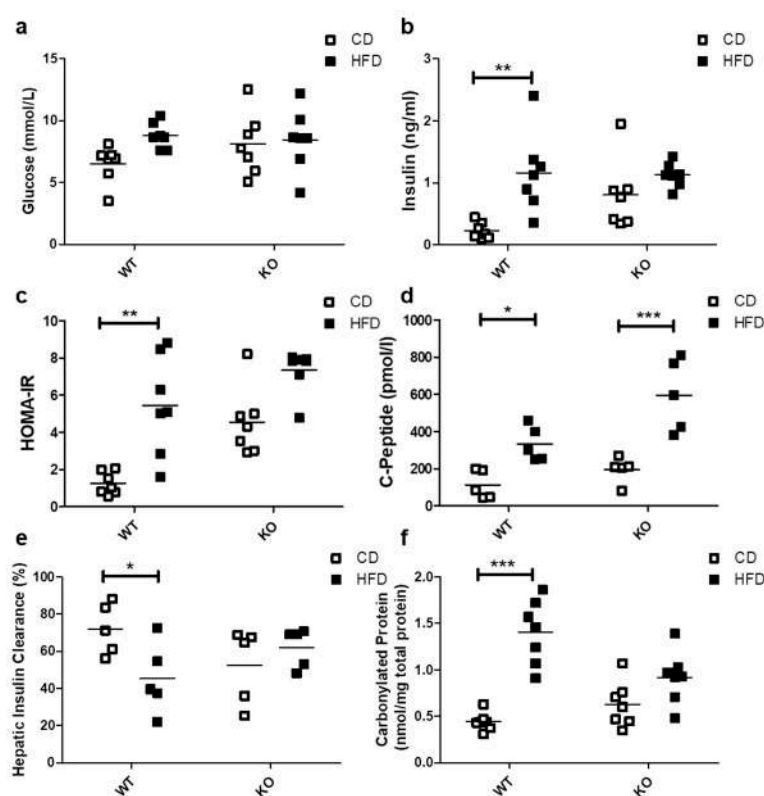 a
CD
HFD
Glucose (mmol/L)
15
10
5
0
WT
KO
b
CD
HFD
Insulin (ng/ml)
3
2
1
0
**
WT
KO
c
CD
HFD
HOMA-IR
10
8
6
4
2
0
**
WT
KO
d
CD
HFD
C-Peptide (pmol/l)
1000
800
600
400
200
0
*
***
WT
KO
e
CD
HFD
Hepatic Insulin Clearance (%)
100
80
60
40
20
0
*
WT
KO
f
CD
HFD
Carbonylated Protein
(nmol/mg total protein)
2.0
1.5
1.0
0.5
0.0
***
WT
KO